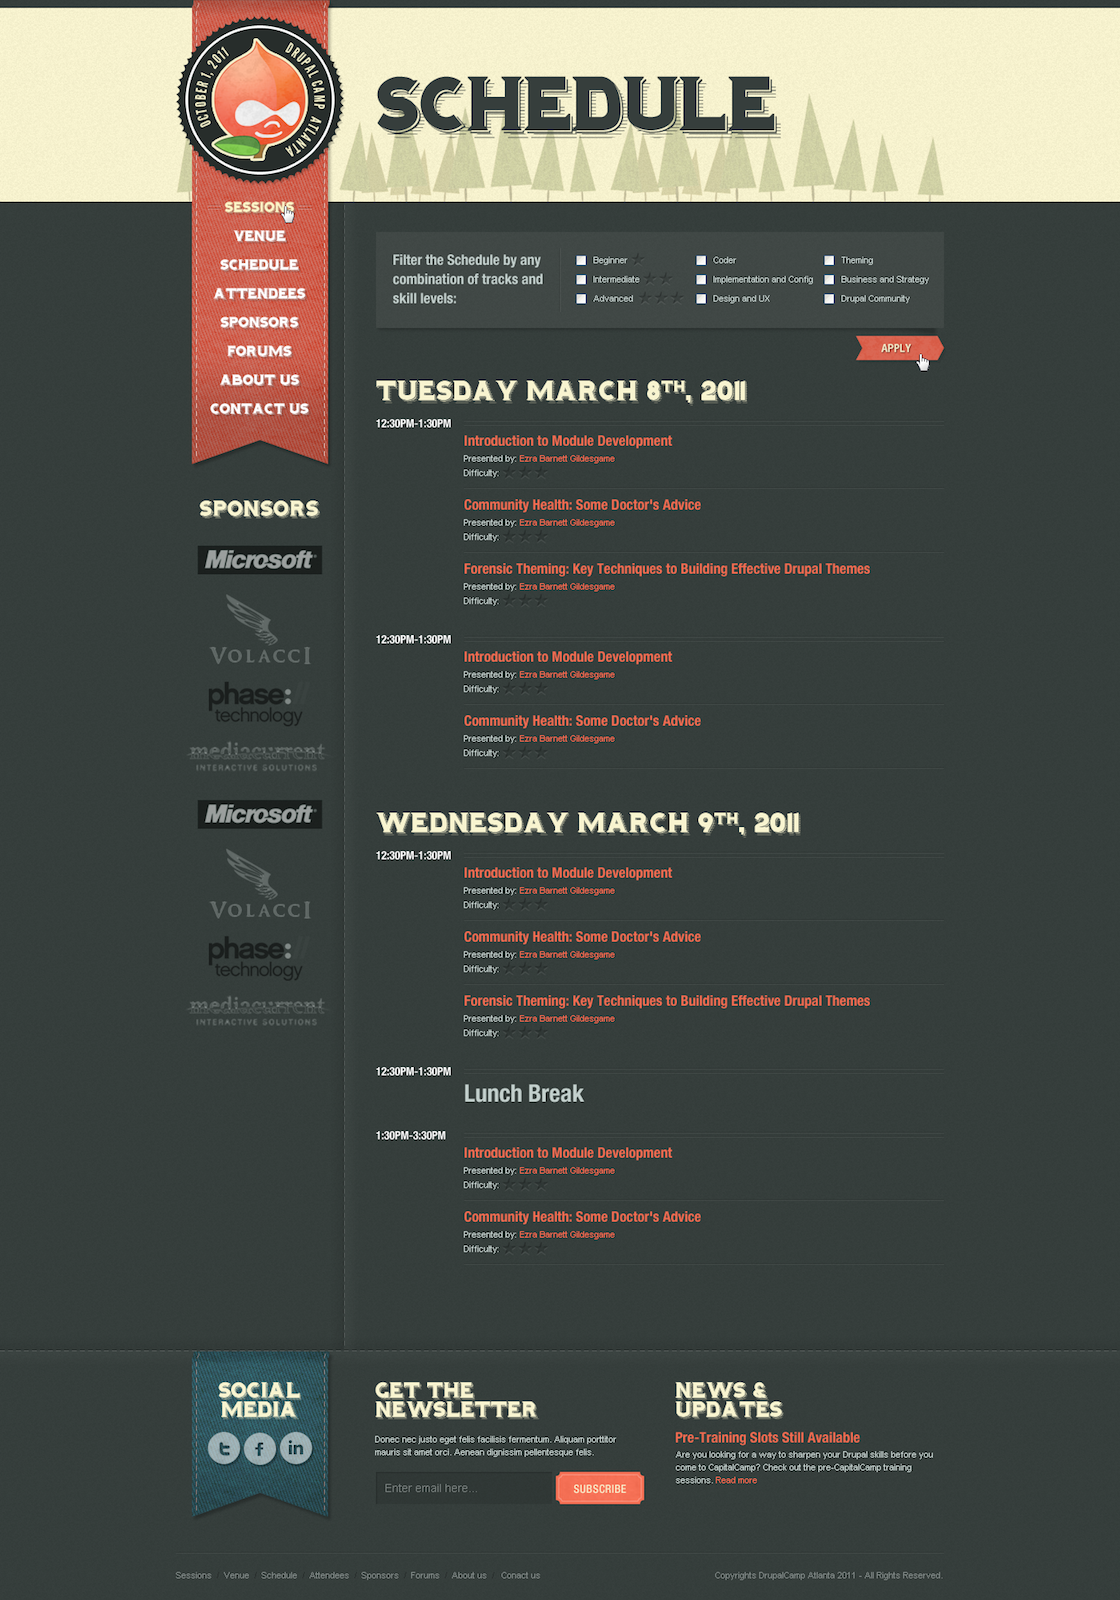 OCTOBER 1, 2011
DRUPAL CAMP ATLANTA
SCHEDULE
SESSIONS
VENUE
SCHEDULE
ATTENDEES
SPONSORS
FORUMS
ABOUT US
CONTACT US
SPONSORS
Microsoft
VOLACCI
phase:// 
technology
mediacurrent
INTERACTIVE SOLUTIONS
Microsoft
VOLACCI
phase://
technology
mediacurrent
INTERACTIVE SOLUTIONS
Filter the Schedule by any
combination of tracks and
skill levels:
Beginner
Intermediate
Advanced
Coder
Implementation and Config
Design and UX
Theming
Business and Strategy
Drupal Community
APPLY
TUESDAY MARCH 8TH, 2011
12:30PM-1:30PM
Introduction to Module Development
Presented by: Ezra Barnett Gildesgame
Difficulty:
Community Health: Some Doctor's Advice
Presented by: Ezra Barnett Gildesgame
Difficulty:
Forensic Theming: Key Techniques to Building Effective Drupal Themes
Presented by: Ezra Barnett Gildesgame
Difficulty:
12:30PM-1:30PM
Introduction to Module Development
Presented by: Ezra Barnett Gildesgame
Difficulty:
Community Health: Some Doctor's Advice
Presented by: Ezra Barnett Gildesgame
Difficulty:
WEDNESDAY MARCH 9TH, 2011
12:30PM-1:30PM
Introduction to Module Development
Presented by: Ezra Barnett Gildesgame
Difficulty:
Community Health: Some Doctor's Advice
Presented by: Ezra Barnett Gildesgame
Difficulty:
Forensic Theming: Key Techniques to Building Effective Drupal Themes
Presented by: Ezra Barnett Gildesgame
Difficulty:
12:30PM-1:30PM
Lunch Break
1:30PM-3:30PM
Introduction to Module Development
Presented by: Ezra Barnett Gildesgame
Difficulty:
Community Health: Some Doctor's Advice
Presented by: Ezra Barnett Gildesgame
Difficulty:
SOCIAL
MEDIA
t f in
GET THE
NEWSLETTER
Donec nec justo eget felis facilisis fermentum. Aliquam porttitor
mauris sit amet orci. Aenean dignissim pellentesque felis.
Enter email here...
SUBSCRIBE
NEWS &
UPDATES
Pre-Training Slots Still Available
Are you looking for a way to sharpen your Drupal skills before you
come to CapitalCamp? Check out the pre-CapitalCamp training
sessions. Read more
Sessions Venue Schedule Attendees Sponsors Forums About us Conact us
Copyrights DrupalCamp Atlanta 2011 - All Rights Reserved.